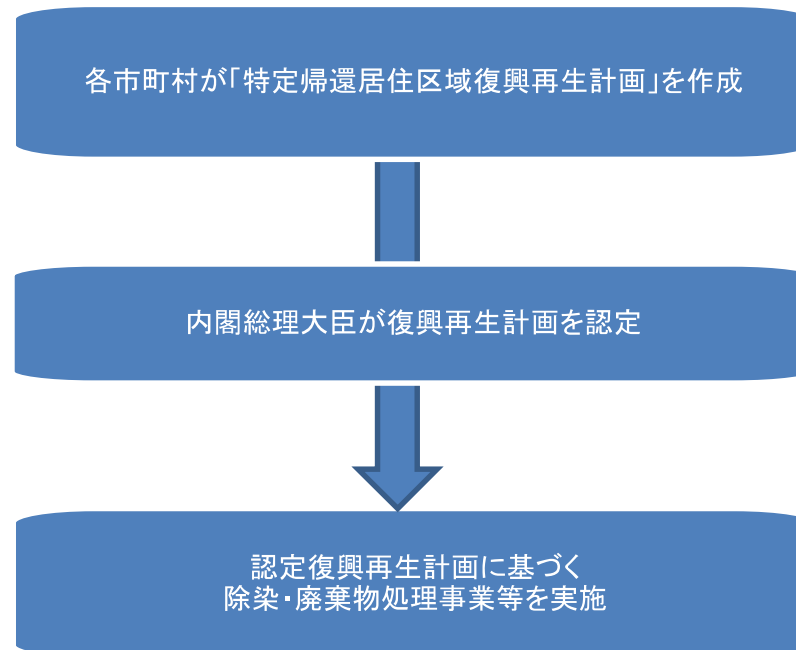 各市町村が「特定帰還居住区域復興再生計画」を作成
内閣総理大臣が復興再生計画を認定
認定復興再生計画に基づく
除染・廃棄物処理事業等を実施